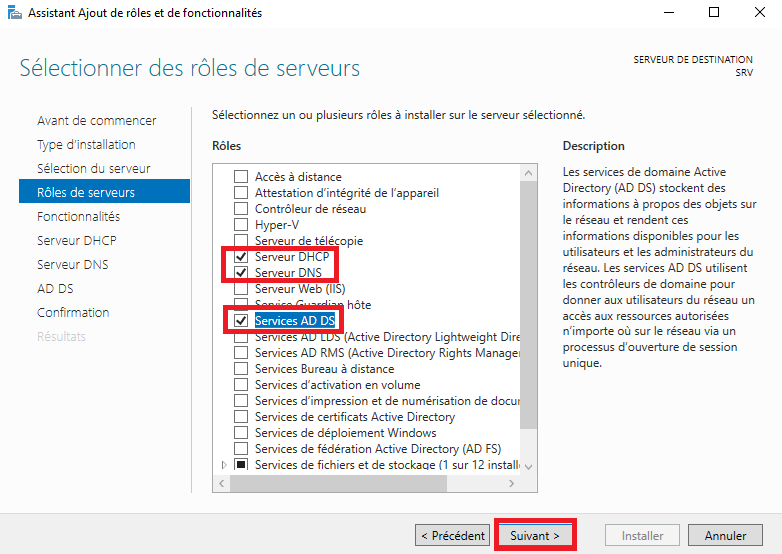 Assistant Ajout de rôles et de fonctionnalités
Sélectionner des rôles de serveurs
SERVEUR DE DESTINATION
SRV
Avant de commencer
Type d'installation
Sélection du serveur
Rôles de serveurs
Fonctionnalités
Serveur DHCP
Serveur DNS
AD DS
Confirmation
Résultats
Sélectionnez un ou plusieurs rôles à installer sur le serveur sélectionné.
Rôles
Accès à distance
Attestation d'intégrité de l'appareil
Contrôleur de réseau
Hyper-V
Serveur de télécopie
Serveur DHCP
Serveur DNS
Serveur Web (IIS)
Service Guardian hôte
Services AD DS
Services AD LDS (Active Directory Lightweight Dire
Services AD RMS (Active Directory Rights Manager
Services Bureau à distance
Services d'activation en volume
Services d'impression et de numérisation de docu
Services de certificats Active Directory
Services de déploiement Windows
Services de fédération Active Directory (AD FS)
Services de fichiers et de stockage (1 sur 12 installé
Description
Les services de domaine Active
Directory (AD DS) stockent des
informations à propos des objets sur
le réseau et rendent ces
informations disponibles pour les
utilisateurs et les administrateurs du
réseau. Les services AD DS utilisent
les contrôleurs de domaine pour
donner aux utilisateurs du réseau un
accès aux ressources autorisées
n'importe où sur le réseau via un
processus d'ouverture de session
unique.
< Précédent
Suivant >
Installer
Annuler